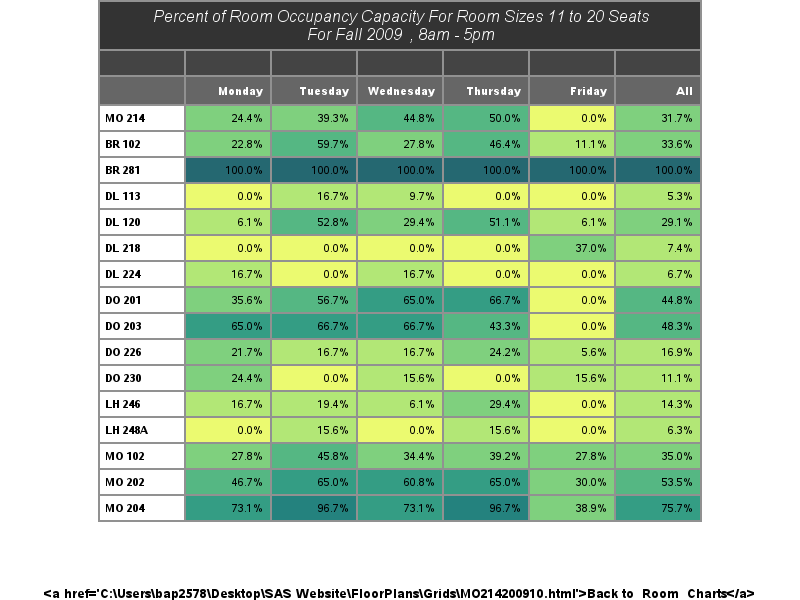 Percent of Room Occupancy Capacity For Room Sizes 11 to 20 Seats
For Fall 2009 , 8am - 5pm
Monday Tuesday Wednesday Thursday Friday All
MO 214 24.4% 39.3% 44.8% 50.0% 0.0% 31.7%
BR 102 22.8% 59.7% 27.8% 46.4% 11.1% 33.6%
BR 281 100.0% 100.0% 100.0% 100.0% 100.0% 100.0%
DL 113 0.0% 16.7% 9.7% 0.0% 0.0% 5.3%
DL 120 6.1% 52.8% 29.4% 51.1% 6.1% 29.1%
DL 218 0.0% 0.0% 0.0% 0.0% 37.0% 7.4%
DL 224 16.7% 0.0% 16.7% 0.0% 0.0% 6.7%
DO 201 35.6% 56.7% 65.0% 66.7% 0.0% 44.8%
DO 203 65.0% 66.7% 66.7% 43.3% 0.0% 48.3%
DO 226 21.7% 16.7% 16.7% 24.2% 5.6% 16.9%
DO 230 24.4% 0.0% 15.6% 0.0% 15.6% 11.1%
LH 246 16.7% 19.4% 6.1% 29.4% 0.0% 14.3%
LH 248A 0.0% 15.6% 0.0% 15.6% 0.0% 6.3%
MO 102 27.8% 45.8% 34.4% 39.2% 27.8% 35.0%
MO 202 46.7% 65.0% 60.8% 65.0% 30.0% 53.5%
MO 204 73.1% 96.7% 73.1% 96.7% 38.9% 75.7%
<a href='C:\Users\bap2578\Desktop\SAS Website\FloorPlans\Grids\MO214200910.html'>Back to Room Charts</a>